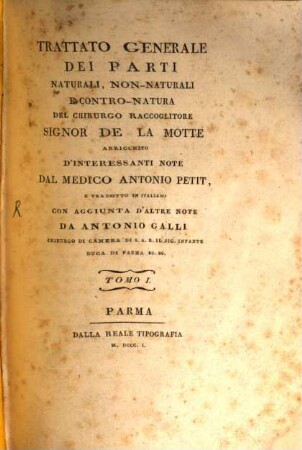 TRATTATO GENERALE
DEI PARTI
NATURALI, NON-NATURALI
E CONTRO-NATURA
DEL CHIRURGO RACCOGLITORE
SIGNOR DE LA MOTTE
ARRICCHITO
D'INTERESSANTI NOTE
DAL MEDICO ANTONIO PETIT,
E TRADOTTO IN ITALIANO
CON AGGIUNTA D'ALTRE NOTE
DA ANTONIO GALLI
CHIRURGO DI CAMERA DI S. A. R. IL SIG. INFANTE
DUCA DI PARMA EC. EC.
TOMO I.
PARMA
DALLA REALE TIPOGRAFIA
M. DCCC. I.
R